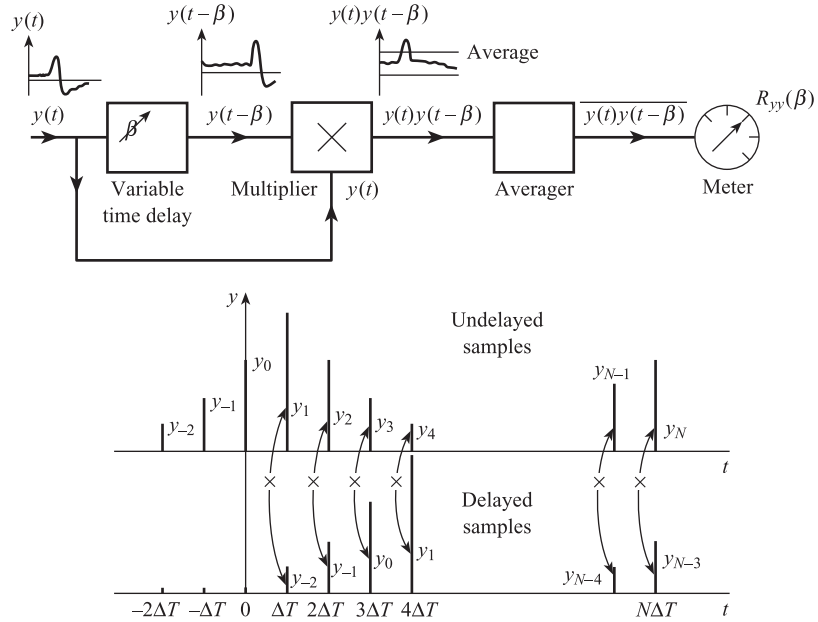 y(t)
y(t−β)
y(t)y(t−β)
Average
y(t)
β
y(t−β)
y(t)y(t−β)
y(t)y(t−β)
R_yy(β)
Variable
time delay
Multiplier
y(t)
Averager
Meter
y
Undelayed
samples
y_−2
y_−1
y_0
y_1
y_2
y_3
y_4
y_N−1
y_N
t
× × × × × ×
Delayed
samples
y_−2
y_−1
y_0
y_1
y_N−4
y_N−3
−2ΔT −ΔT 0 ΔT 2ΔT 3ΔT 4ΔT NΔT t